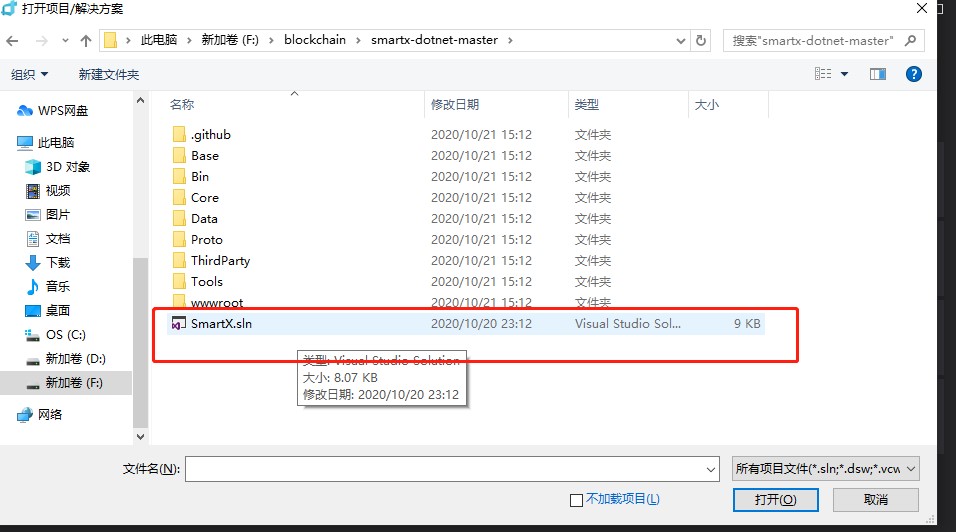 打开项目/解决方案
此电脑 新加卷 (F:) blockchain smartx-dotnet-master
搜索"smartx-dotnet-master"
组织 新建文件夹
名称 修改日期 类型 大小
WPS网盘
此电脑
3D 对象
视频
图片
文档
下载
音乐
桌面
OS (C:)
新加卷 (D:)
新加卷 (F:)
网络
.github 2020/10/21 15:12 文件夹
Base 2020/10/21 15:12 文件夹
Bin 2020/10/21 15:12 文件夹
Core 2020/10/21 15:12 文件夹
Data 2020/10/21 15:12 文件夹
Proto 2020/10/21 15:12 文件夹
ThirdParty 2020/10/21 15:12 文件夹
Tools 2020/10/21 15:12 文件夹
wwwroot 2020/10/21 15:12 文件夹
SmartX.sln 2020/10/20 23:12 Visual Studio Sol... 9 KB
类型: Visual Studio Solution
大小: 8.07 KB
修改日期: 2020/10/20 23:12
文件名(N): 所有项目文件(*.sln;*.dsw;*.vcw
不加载项目(L) 打开(O) 取消